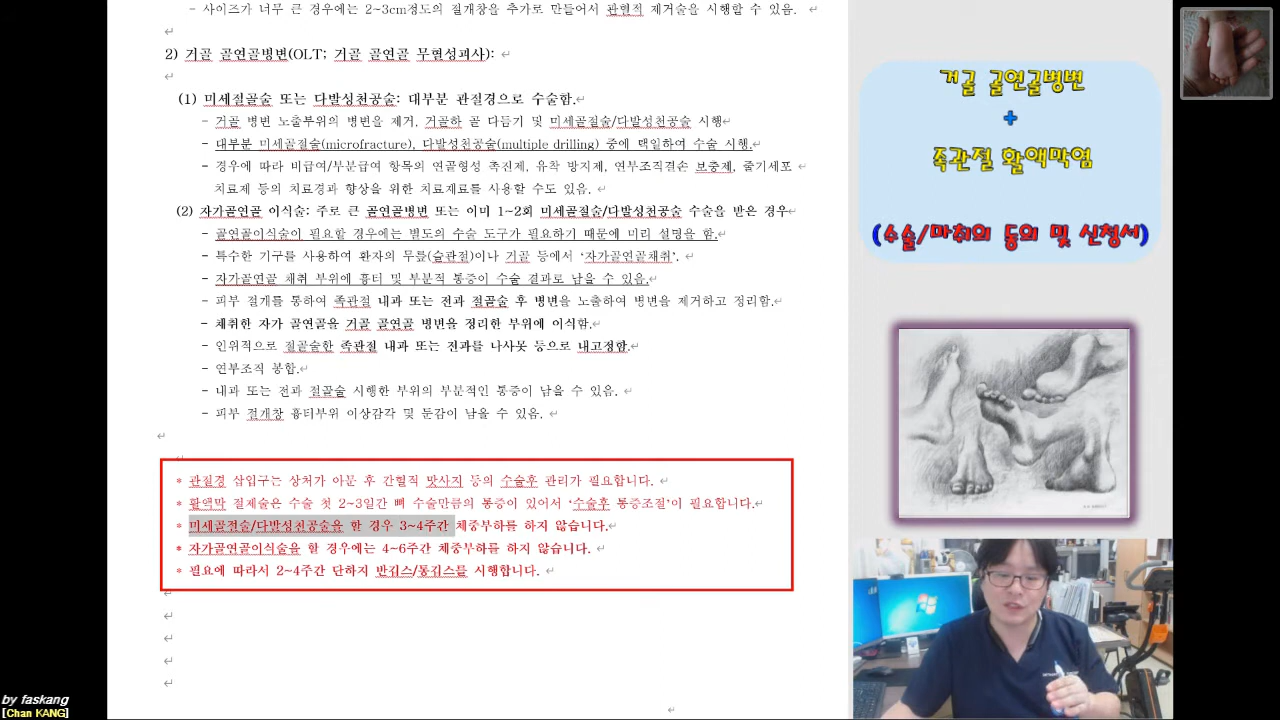 - 사이즈가 너무 큰 경우에는 2~3cm정도의 절개창을 추가로 만들어서 관혈적 제거술을 시행할 수 있음.
2) 거골 골연골병변(OLT; 거골 골연골 무혈성괴사):
(1) 미세절골술 또는 다발성천공술: 대부분 관절경으로 수술함.
- 거골 병변 노출부위의 병변을 제거, 거골하 골 다듬기 및 미세골절술/다발성천공술 시행
- 대부분 미세골절술(microfracture), 다발성천공술(multiple drilling) 중에 택일하여 수술 시행.
- 경우에 따라 비급여/부분급여 항목의 연골형성 촉진제, 유착 방지제, 연부조직결손 보충제, 줄기세포
치료제 등의 치료경과 향상을 위한 치료재료를 사용할 수도 있음.
(2) 자가골연골 이식술: 주로 큰 골연골병변 또는 이미 1~2회 미세골절술/다발성천공술 수술을 받은 경우
- 골연골이식술이 필요할 경우에는 별도의 수술 도구가 필요하기 때문에 미리 설명을 함.
- 특수한 기구를 사용하여 환자의 무릎(슬관절)이나 거골 등에서 ‘자가골연골채취’.
- 자가골연골 채취 부위에 흉터 및 부분적 통증이 수술 결과로 남을 수 있음.
- 피부 절개를 통하여 족관절 내과 또는 전과 절골술 후 병변을 노출하여 병변을 제거하고 정리함.
- 채취한 자가 골연골을 거골 골연골 병변을 정리한 부위에 이식함.
- 인위적으로 절골술한 족관절 내과 또는 전과를 나사못 등으로 내고정함.
- 연부조직 봉합.
- 내과 또는 전과 절골술 시행한 부위의 부분적인 통증이 남을 수 있음.
- 피부 절개창 흉터부위 이상감각 및 둔감이 남을 수 있음.
* 관절경 삽입구는 상처가 아문 후 간헐적 맛사지 등의 수술후 관리가 필요합니다.
* 활액막 절제술은 수술 첫 2~3일간 뼈 수술만큼의 통증이 있어서 ‘수술후 통증조절’이 필요합니다.
* 미세골절술/다발성천공술을 할 경우 3~4주간 체중부하를 하지 않습니다.
* 자가골연골이식술을 할 경우에는 4~6주간 체중부하를 하지 않습니다.
* 필요에 따라서 2~4주간 단하지 반깁스/통깁스를 시행합니다.
거골 골연골병변
+
족관절 활액막염
(수술/마취의 동의 및 신청서)
by faskang
[Chan KANG]